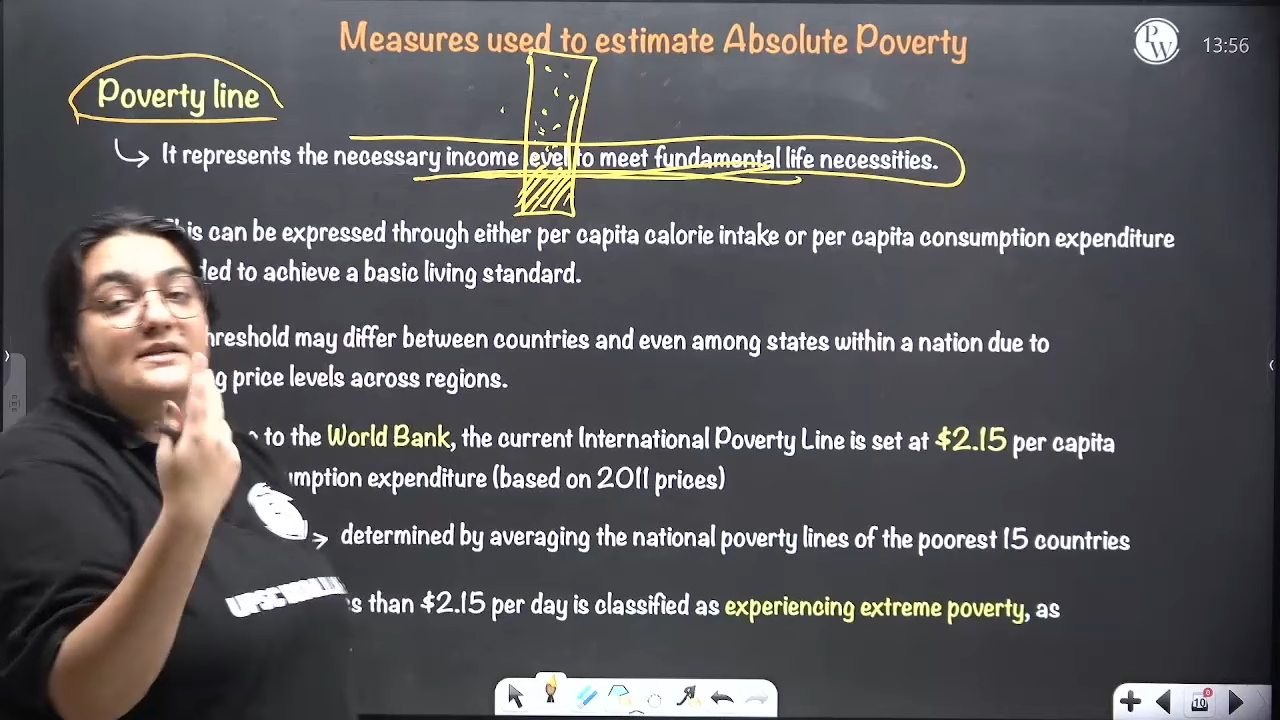 Measures used to estimate Absolute Poverty
PW
13:56
Poverty line
It represents the necessary income level to meet fundamental life necessities.
is can be expressed through either per capita calorie intake or per capita consumption expenditure
ded to achieve a basic living standard.
hreshold may differ between countries and even among states within a nation due to
g price levels across regions.
to the World Bank, the current International Poverty Line is set at $2.15 per capita
mption expenditure (based on 2011 prices)
determined by averaging the national poverty lines of the poorest 15 countries
s than $2.15 per day is classified as experiencing extreme poverty, as
10